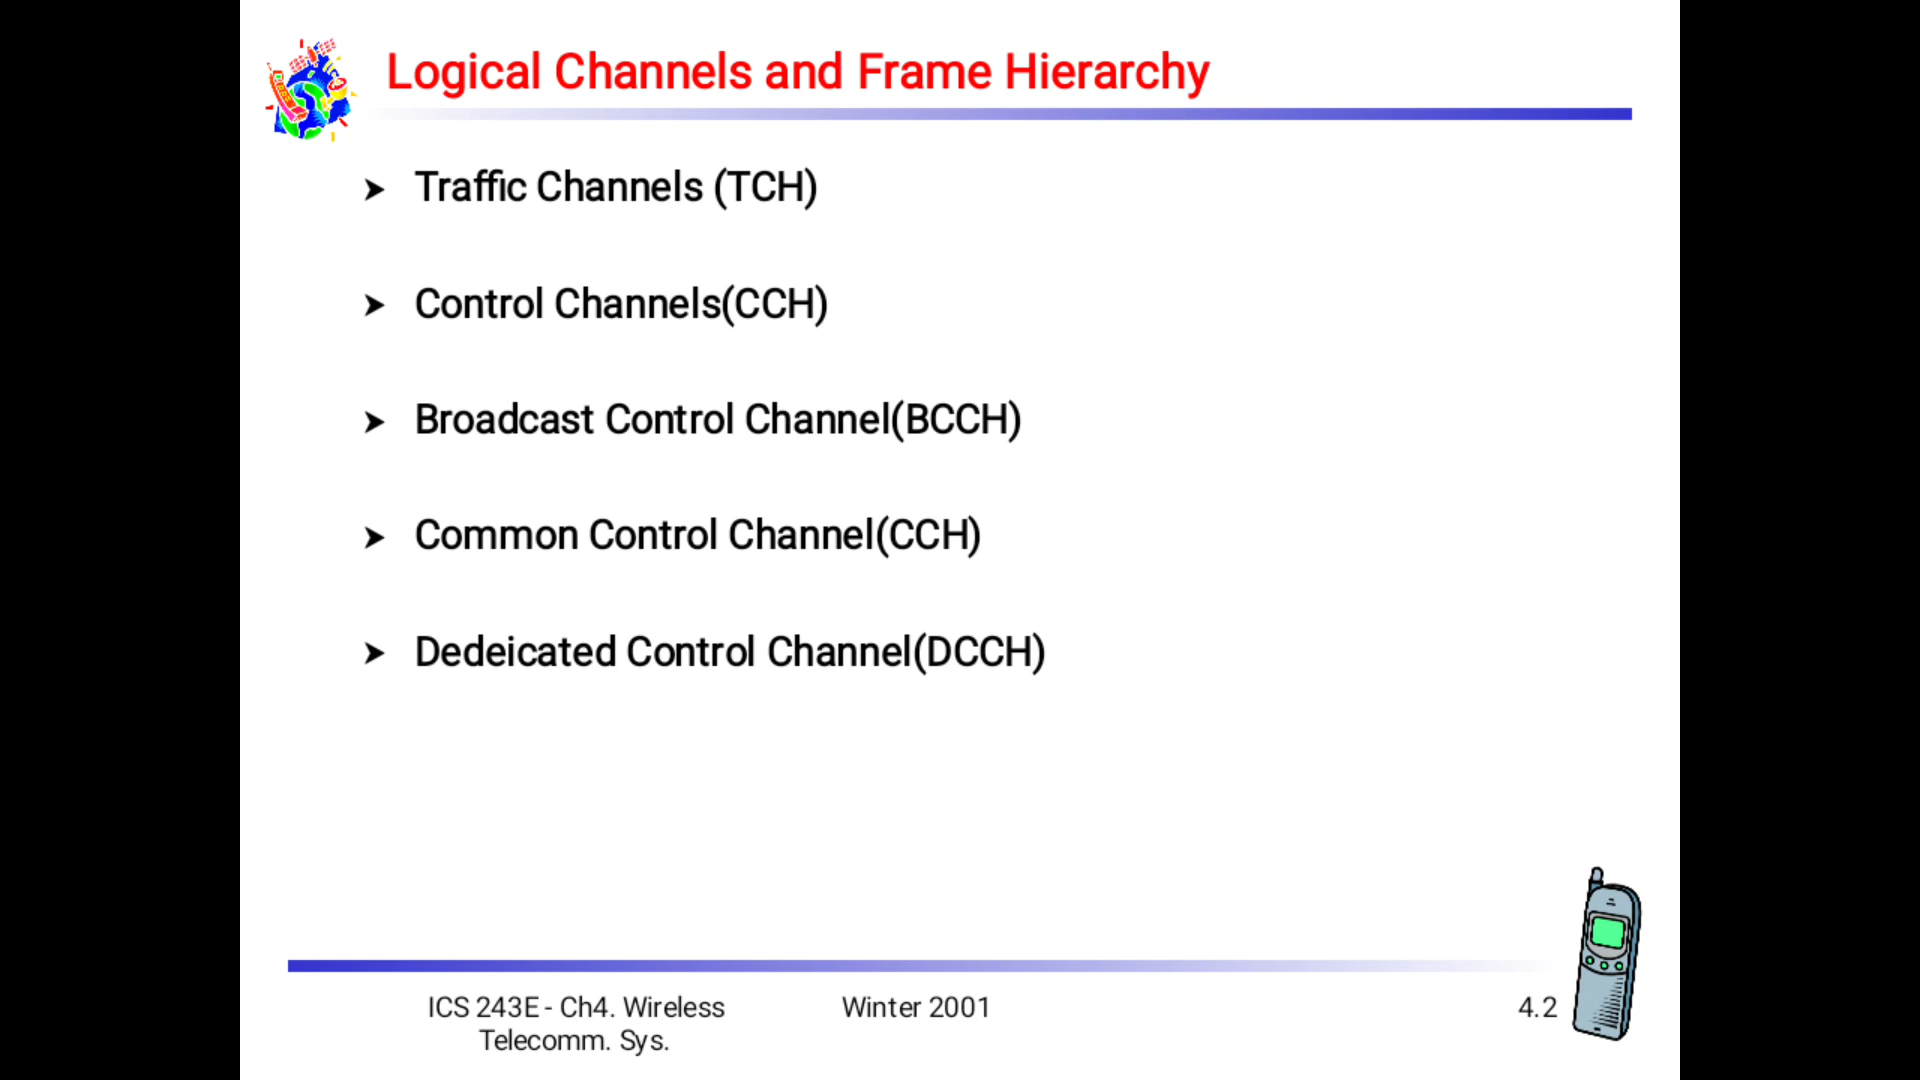 Logical Channels and Frame Hierarchy
Traffic Channels (TCH)
Control Channels(CCH)
Broadcast Control Channel(BCCH)
Common Control Channel(CCH)
Dedeicated Control Channel(DCCH)
ICS 243E - Ch4. Wireless
Telecomm. Sys.
Winter 2001
4.2